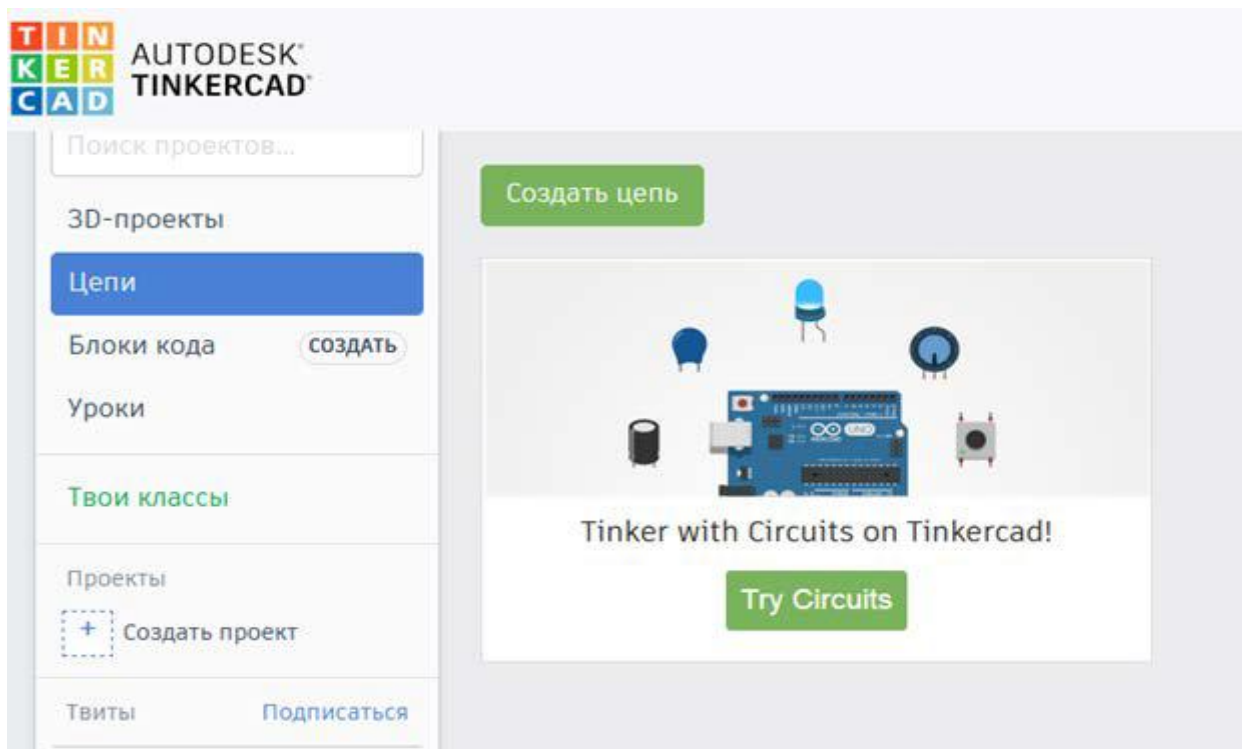 TIN
KER
CAD
AUTODESK®
TINKERCAD®
Поиск проектов...
3D-проекты
Цепи
Блоки кода СОЗДАТЬ
Уроки
Твои классы
Проекты
+ Создать проект
Твиты Подписаться
Создать цепь
UNO
Tinker with Circuits on Tinkercad!
Try Circuits